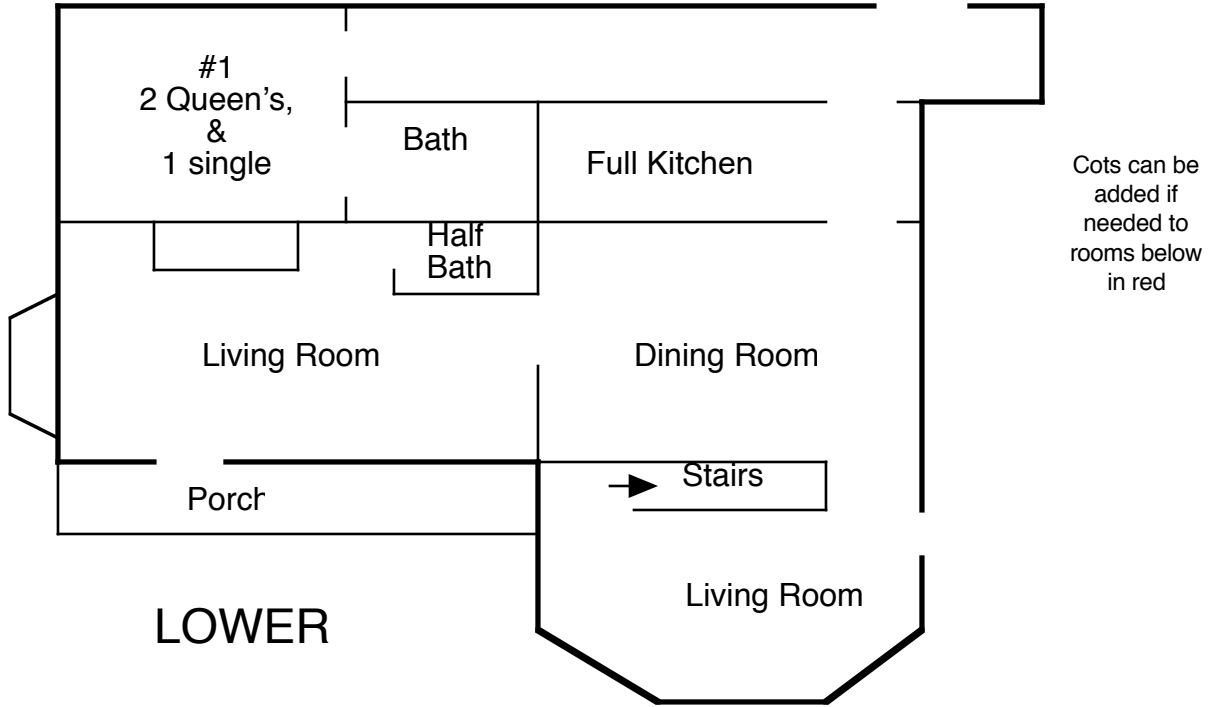 #1
2 Queen's,
&
1 single
Bath
Full Kitchen
Cots can be
added if
needed to
rooms below
in red
Half
Bath
Living Room
Dining Room
Stairs
Porch
Living Room
LOWER